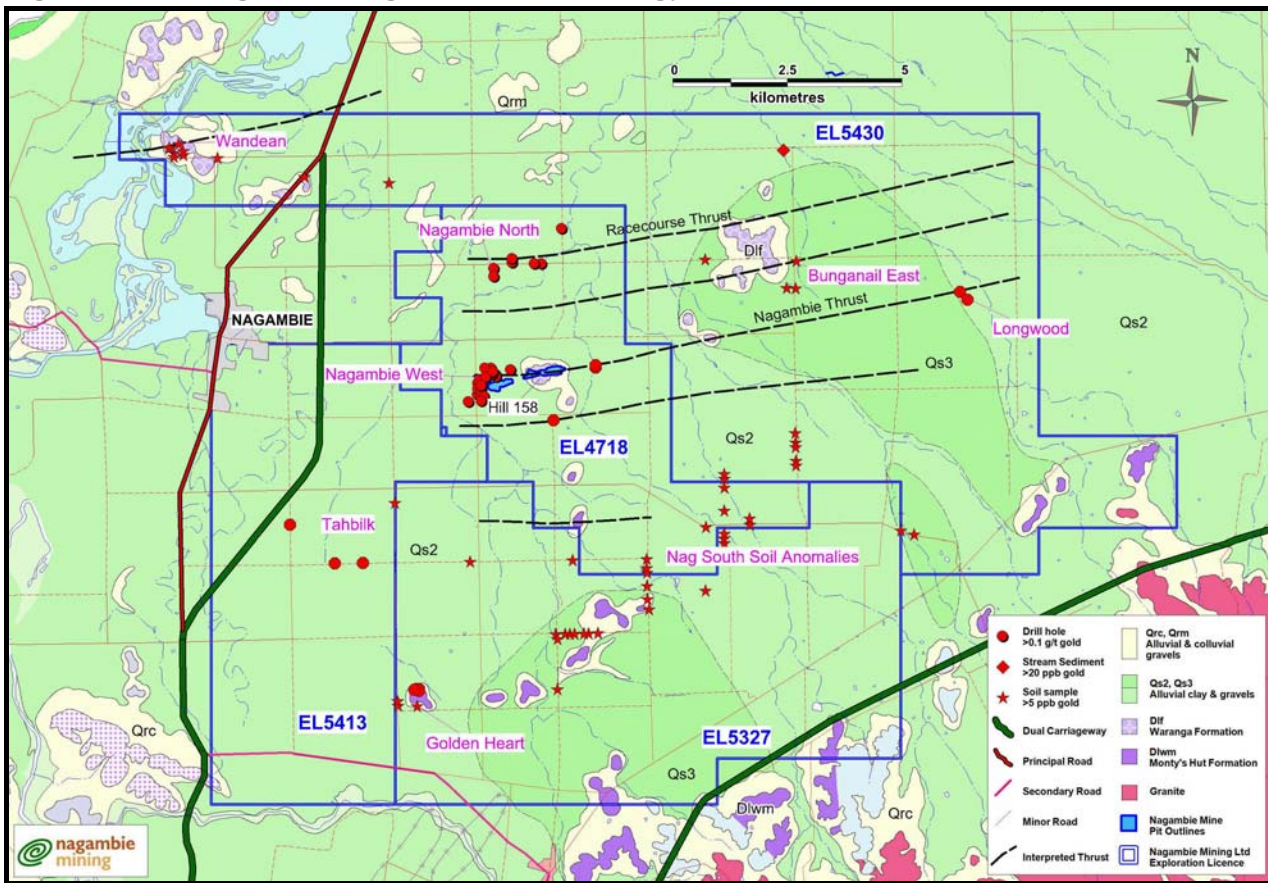 0 2.5 5
kilometres
N
Qrm
Wandean
EL5430
Nagambie North
Racecourse Thrust
Dlf
Bunganail East
NAGAMBIE
Nagambie Thrust
Longwood
Qs2
Nagambie West
Qs3
Hill 158
EL4718
Qs2
Tahbilk
Qs2
Nag South Soil Anomalies
EL5413
Golden Heart
EL5327
Qrc
Qs3
Dlwm
Qrc
Drill hole
>0.1 g/t gold
Stream Sediment
>20 ppb gold
Soil sample
>5 ppb gold
Dual Carriageway
Principal Road
Secondary Road
Minor Road
Interpreted Thrust
Qrc, Qrm
Alluvial & colluvial
gravels
Qs2, Qs3
Alluvial clay & gravels
Dlf
Waranga Formation
Dlwm
Monty's Hut Formation
Granite
Nagambie Mine
Pit Outlines
Nagambie Mining Ltd
Exploration Licence
nagambie
mining